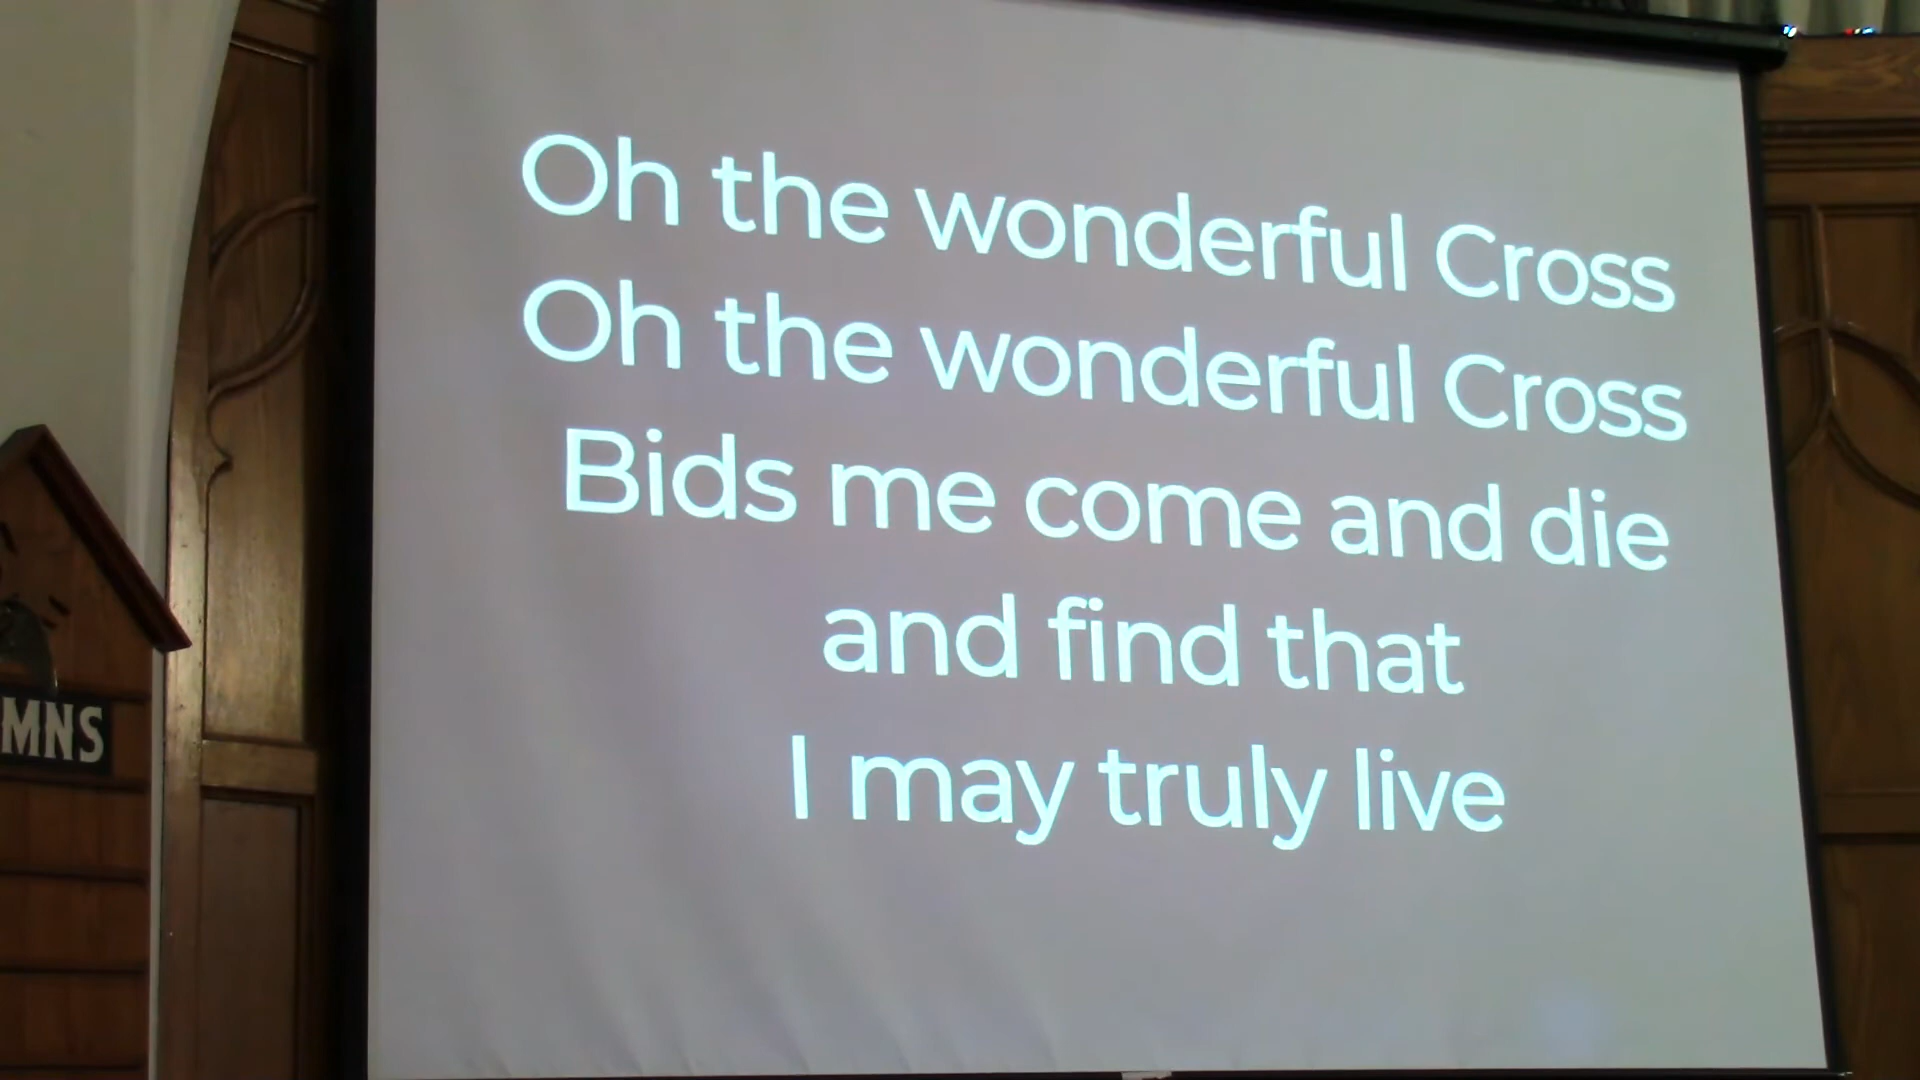 Oh the wonderful Cross
Oh the wonderful Cross
Bids me come and die
and find that
I may truly live
MNS